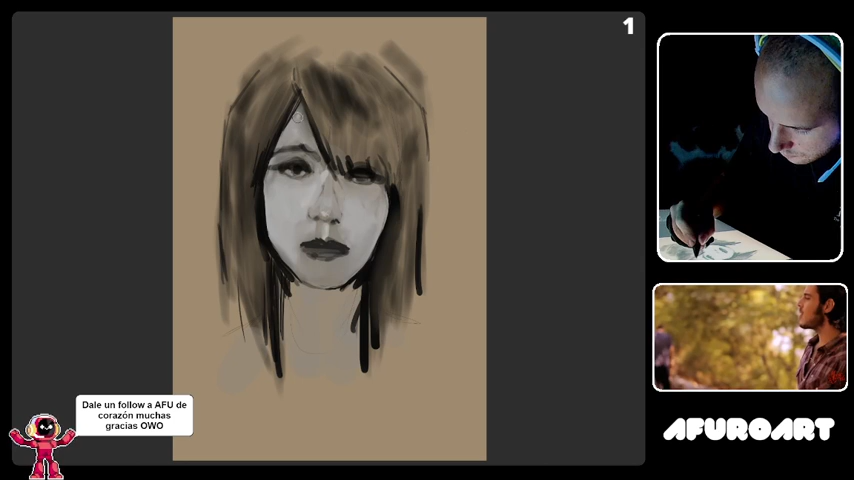 1
Dale un follow a AFU de
corazón muchas
gracias OWO
AFUROART